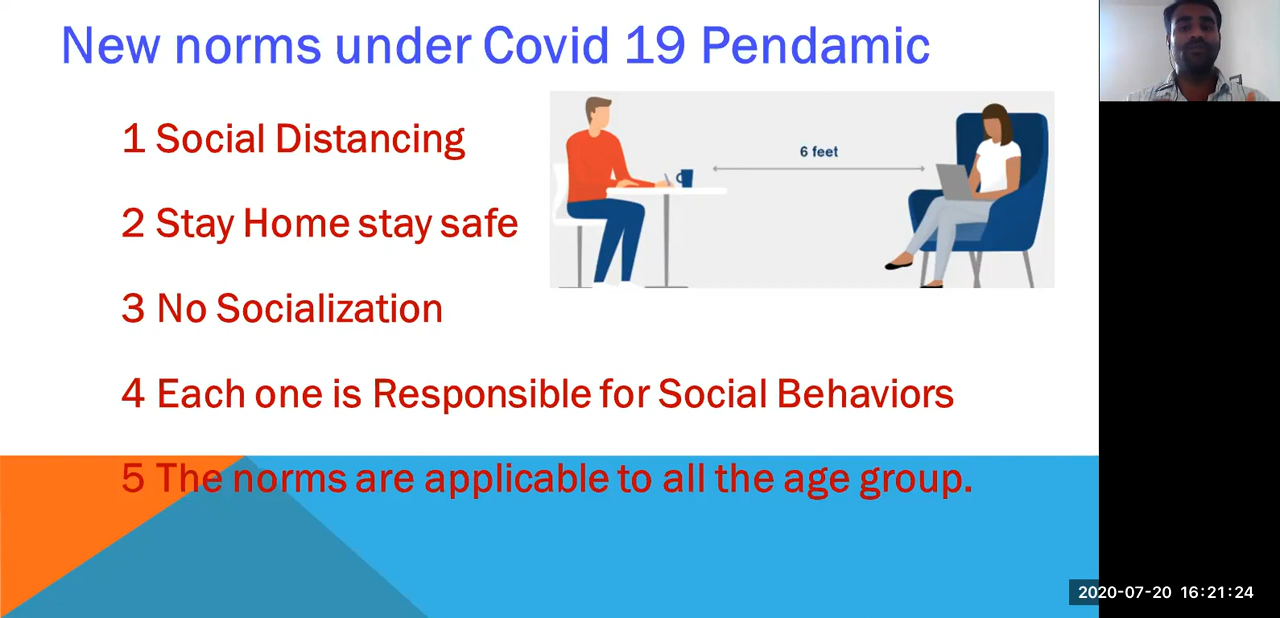 New norms under Covid 19 Pendamic
1 Social Distancing
6 feet
2 Stay Home stay safe
3 No Socialization
4 Each one is Responsible for Social Behaviors
5 The norms are applicable to all the age group.
2020-07-20 16:21:24